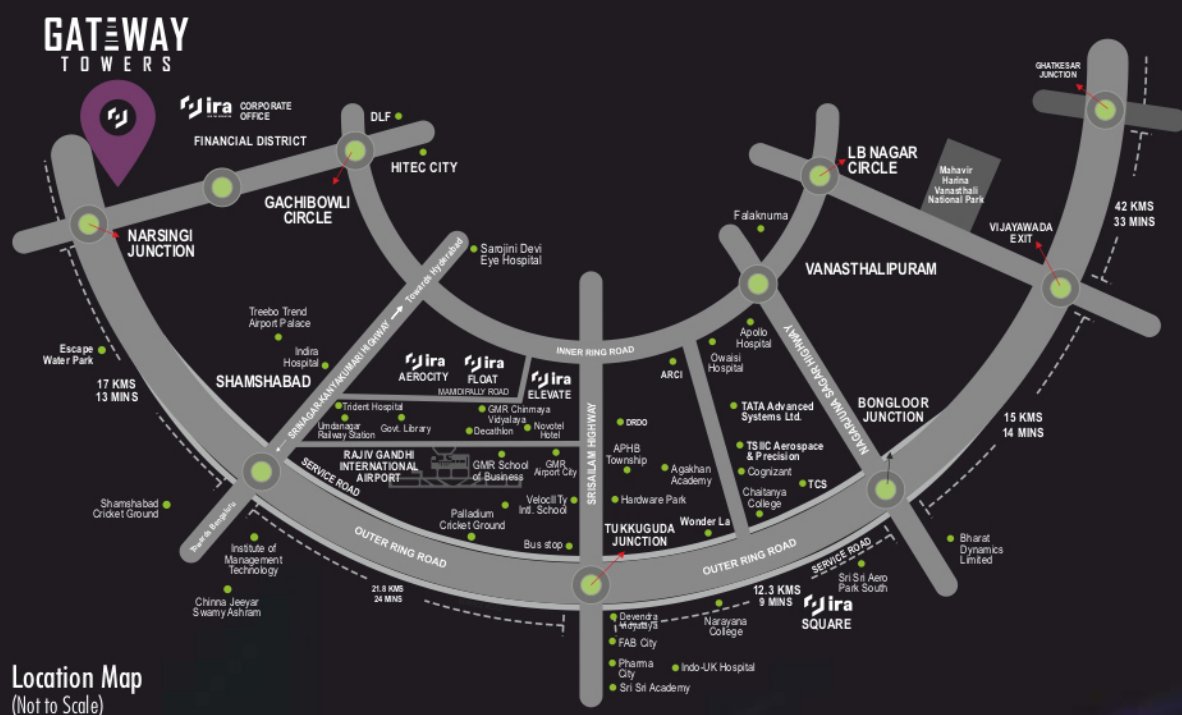 GATEWAY
TOWERS
ira
CORPORATE
OFFICE
FINANCIAL DISTRICT
DLF
HITEC CITY
GACHIBOWLI
CIRCLE
NARSINGI
JUNCTION
LB NAGAR
CIRCLE
Mahavir
Harina
Vanasthali
National Park
GHATKESAR
JUNCTION
42 KMS
33 MINS
VIJAYAWADA
EXIT
Falaknuma
VANASTHALIPURAM
Sarojini Devi
Eye Hospital
Towards Hyderabad
SRINAGAR-KANYAKUMARI HIGHWAY
Treebo Trend
Airport Palace
Indira
Hospital
Escape
Water Park
SHAMSHABAD
17 KMS
13 MINS
INNER RING ROAD
ira
AEROCITY
ira
FLOAT
MAMIDIPALLY ROAD
ira
ELEVATE
ARCI
Owaisi
Hospital
Apollo
Hospital
NAGARJUNA SAGAR HIGHWAY
BONGLOOR
JUNCTION
15 KMS
14 MINS
Trident Hospital
Umdanagar
Railway Station
Govt. Library
GMR Chinmaya
Vidyalaya
Decathlon
Novotel
Hotel
SRISAILAM HIGHWAY
DRDO
APHB
Township
Agakhan
Academy
Hardware Park
TATA Advanced
Systems Ltd.
TSIIC Aerospace
& Precision
Cognizant
TCS
Chaitanya
College
RAJIV GANDHI
INTERNATIONAL
AIRPORT
GMR School
of Business
GMR
Airport City
SERVICE ROAD
VelocII Ty
Intl. School
Palladium
Cricket Ground
Bus stop
TUKKUGUDA
JUNCTION
Wonder La
Shamshabad
Cricket Ground
Towards Bengaluru
Institute of
Management
Technology
Chinna Jeeyar
Swamy Ashram
OUTER RING ROAD
OUTER RING ROAD
SERVICE ROAD
21.8 KMS
24 MINS
12.3 KMS
9 MINS
ira
SQUARE
Sri Sri Aero
Park South
Bharat
Dynamics
Limited
Devendra
Vidyalaya
FAB City
Pharma
City
Sri Sri Academy
Indo-UK Hospital
Narayana
College
Location Map
(Not to Scale)